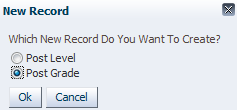 New Record
Which New Record Do You Want To Create?
Post Level
Post Grade
Ok Cancel